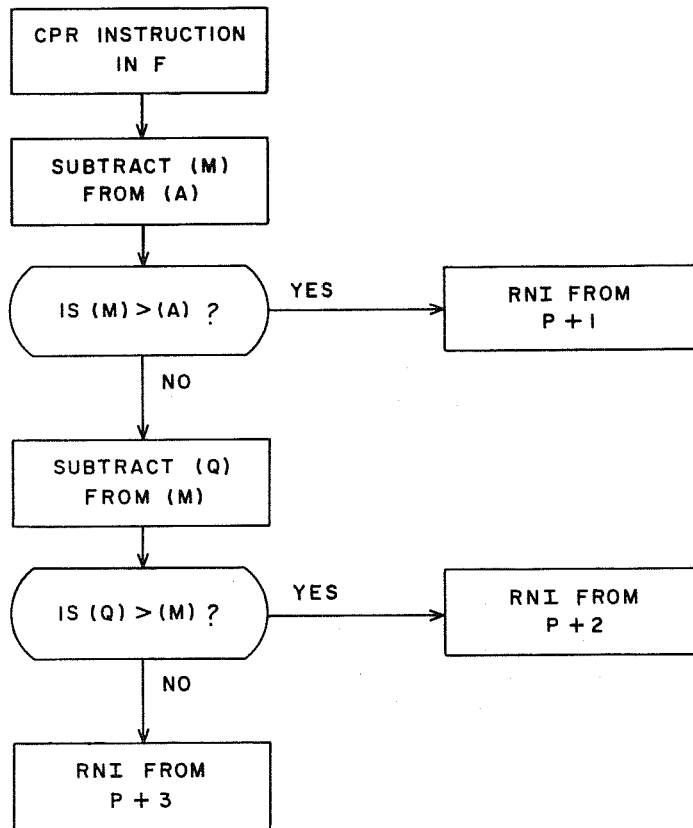 CPR INSTRUCTION
IN F
SUBTRACT (M)
FROM (A)
IS (M) > (A) ?
YES
RNI FROM
P + 1
NO
SUBTRACT (Q)
FROM (M)
IS (Q) > (M) ?
YES
RNI FROM
P + 2
NO
RNI FROM
P + 3